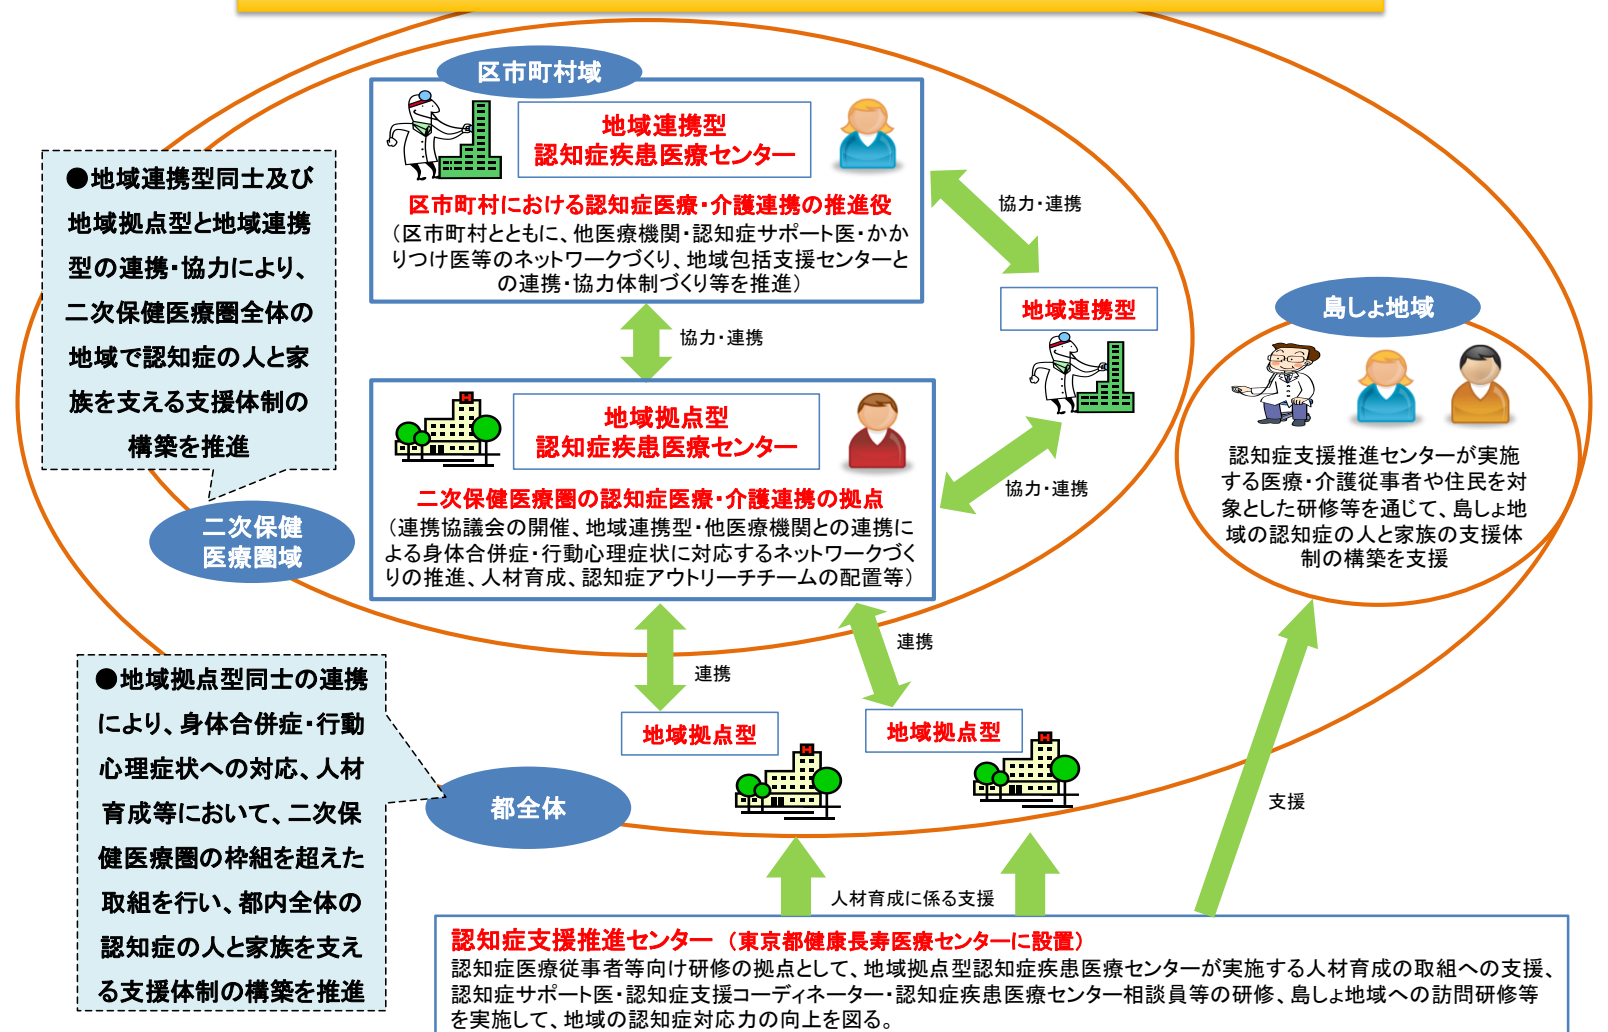 区市町村域
地域連携型
認知症疾患医療センター
区市町村における認知症医療・介護連携の推進役
（区市町村とともに、他医療機関・認知症サポート医・かか
りつけ医等のネットワークづくり、地域包括支援センターと
の連携・協力体制づくり等を推進）
●地域連携型同士及び
地域拠点型と地域連携
型の連携・協力により、
二次保健医療圏全体の
地域で認知症の人と家
族を支える支援体制の
構築を推進
協力・連携
地域連携型
協力・連携
地域拠点型
認知症疾患医療センター
二次保健医療圏の認知症医療・介護連携の拠点
（連携協議会の開催、地域連携型・他医療機関との連携に
よる身体合併症・行動心理症状に対応するネットワークづく
りの推進、人材育成、認知症アウトリーチチームの配置等）
協力・連携
二次保健
医療圏域
島しょ地域
認知症支援推進センターが実施
する医療・介護従事者や住民を対
象とした研修等を通じて、島しょ地
域の認知症の人と家族の支援体
制の構築を支援
連携
連携
地域拠点型
地域拠点型
●地域拠点型同士の連携
により、身体合併症・行動
心理症状への対応、人材
育成等において、二次保
健医療圏の枠組を超えた
取組を行い、都内全体の
認知症の人と家族を支え
る支援体制の構築を推進
都全体
支援
人材育成に係る支援
認知症支援推進センター （東京都健康長寿医療センターに設置）
認知症医療従事者等向け研修の拠点として、地域拠点型認知症疾患医療センターが実施する人材育成の取組への支援、
認知症サポート医・認知症支援コーディネーター・認知症疾患医療センター相談員等の研修、島しょ地域への訪問研修等
を実施して、地域の認知症対応力の向上を図る。